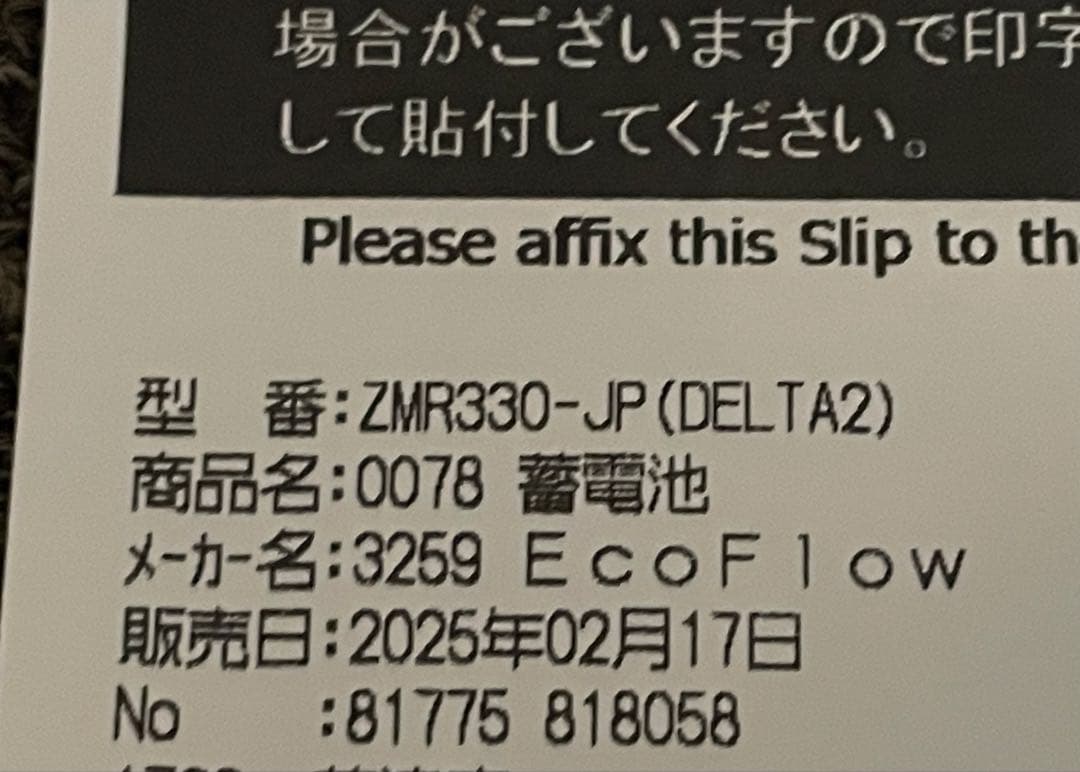 場合がございますので印字
して貼付してください。
Please affix this Slip to th
型　番:ZMR330-JP(DELTA2)
商品名:0078 蓄電池
ﾒｰｶｰ名:3259 ＥｃｏＦｌｏｗ
販売日:2025年02月17日
No　　:81775 818058